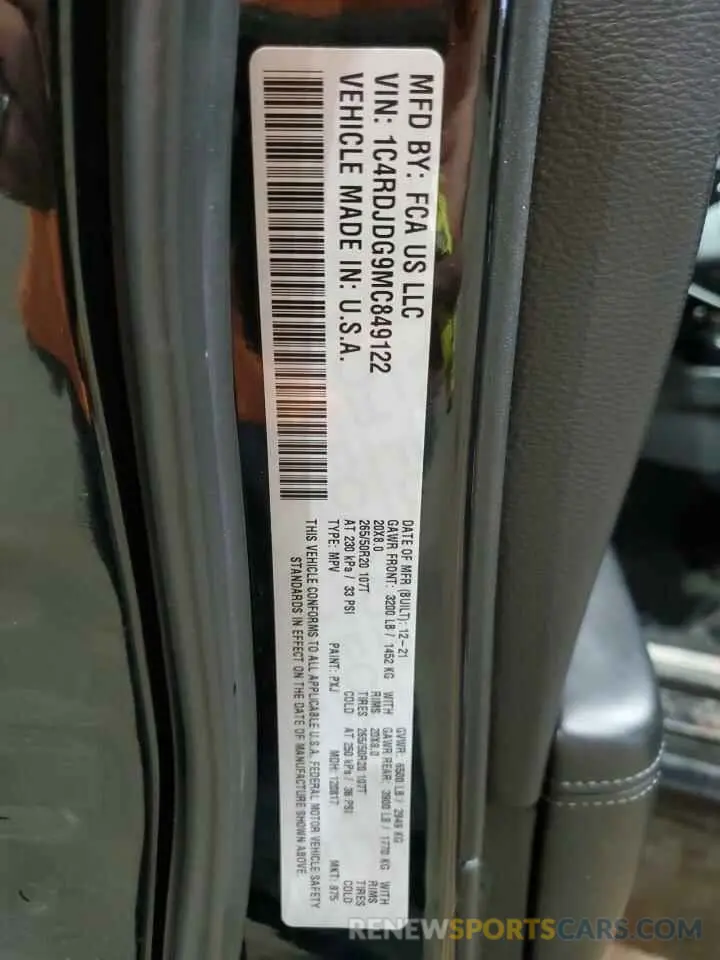 MFD BY: FCA US LLC
VIN: 1C4RDJDG9MC849122
VEHICLE MADE IN: U.S.A.
DATE OF MFR (BUILT): 12-21 GVWR: 6500 LB / 2949 KG
GAWR FRONT: 3200 LB / 1452 KG WITH GAWR REAR: 3900 LB / 1770 KG WITH
20X8.0 RIMS 20X8.0 RIMS
265/50R20 107T TIRES 265/50R20 107T TIRES
AT 230 kPa / 33 PSI COLD AT 250 kPa / 36 PSI COLD
TYPE: MPV PAINT: PXJ MDH: 120817 MKT: 875
THIS VEHICLE CONFORMS TO ALL APPLICABLE U.S.A. FEDERAL MOTOR VEHICLE SAFETY
STANDARDS IN EFFECT ON THE DATE OF MANUFACTURE SHOWN ABOVE.
RENEWSPORTSCARS.COM